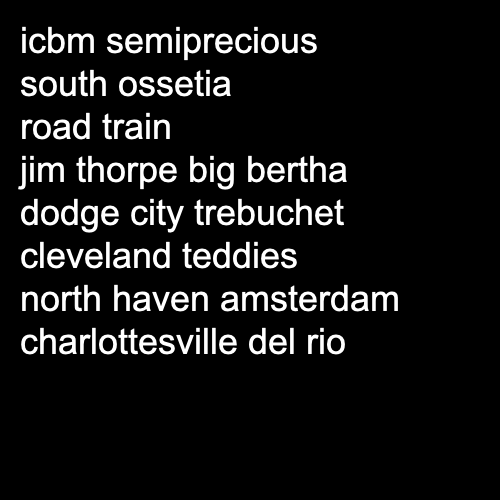 icbm semiprecious
south ossetia
road train
jim thorpe big bertha
dodge city trebuchet
cleveland teddies
north haven amsterdam
charlottesville del rio